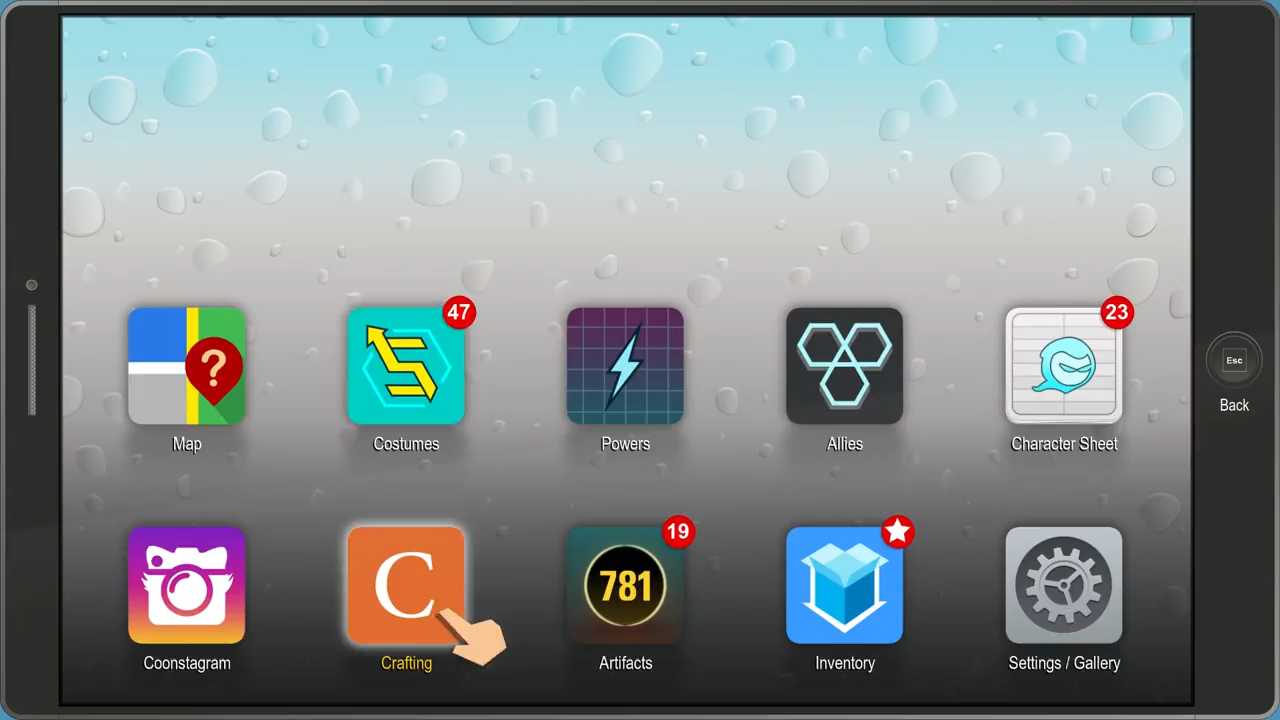 47
23
?
Esc
Back
Map
Costumes
Powers
Allies
Character Sheet
19
C
781
Coonstagram
Crafting
Artifacts
Inventory
Settings / Gallery